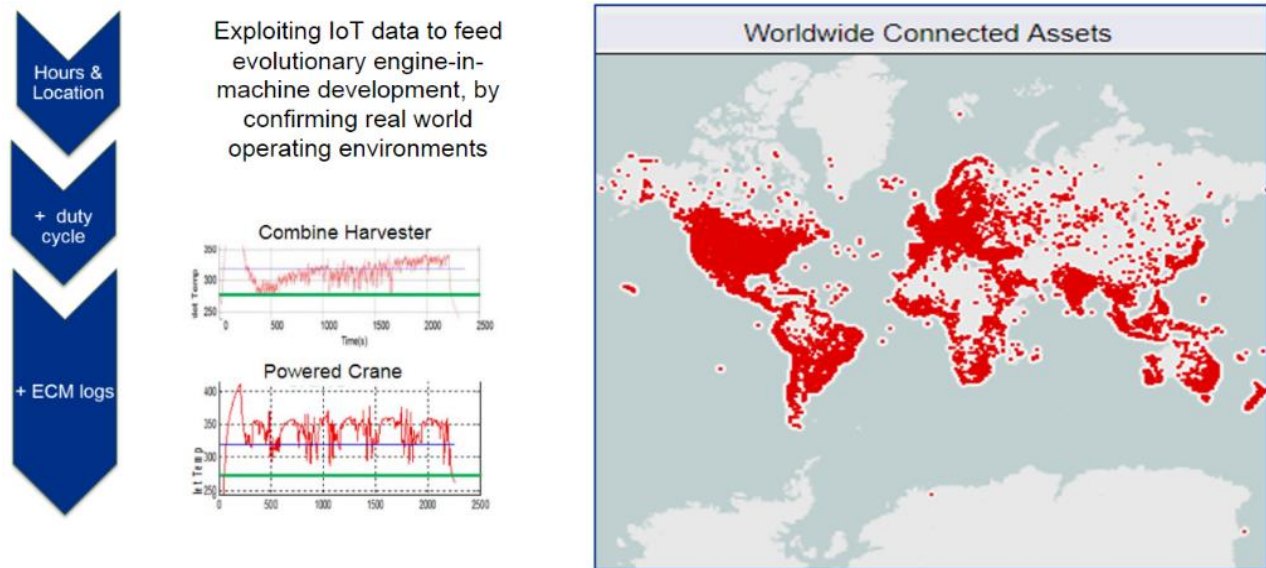 Hours &
Location
+ duty
cycle
+ ECM logs
Exploiting IoT data to feed
evolutionary engine-in-
machine development, by
confirming real world
operating environments
Combine Harvester
350
300
250
0 500 1000 1500 2000 2500
Time(s)
Powered Crane
400
350
300
250
0 500 1000 1500 2000 2500
Worldwide Connected Assets